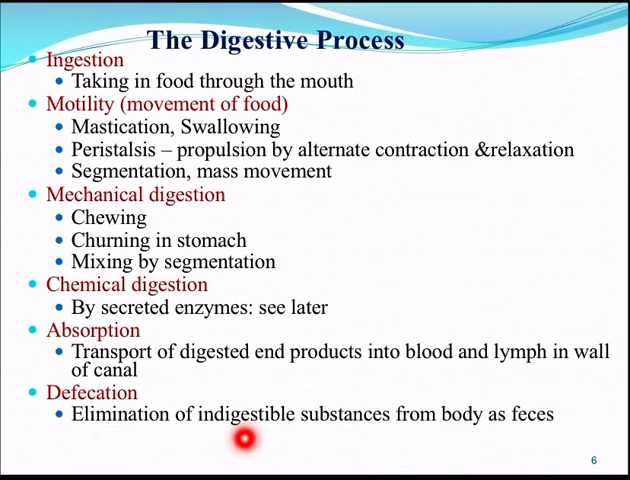 The Digestive Process
Ingestion
Taking in food through the mouth
Motility (movement of food)
Mastication, Swallowing
Peristalsis – propulsion by alternate contraction &relaxation
Segmentation, mass movement
Mechanical digestion
Chewing
Churning in stomach
Mixing by segmentation
Chemical digestion
By secreted enzymes: see later
Absorption
Transport of digested end products into blood and lymph in wall
of canal
Defecation
Elimination of indigestible substances from body as feces
6